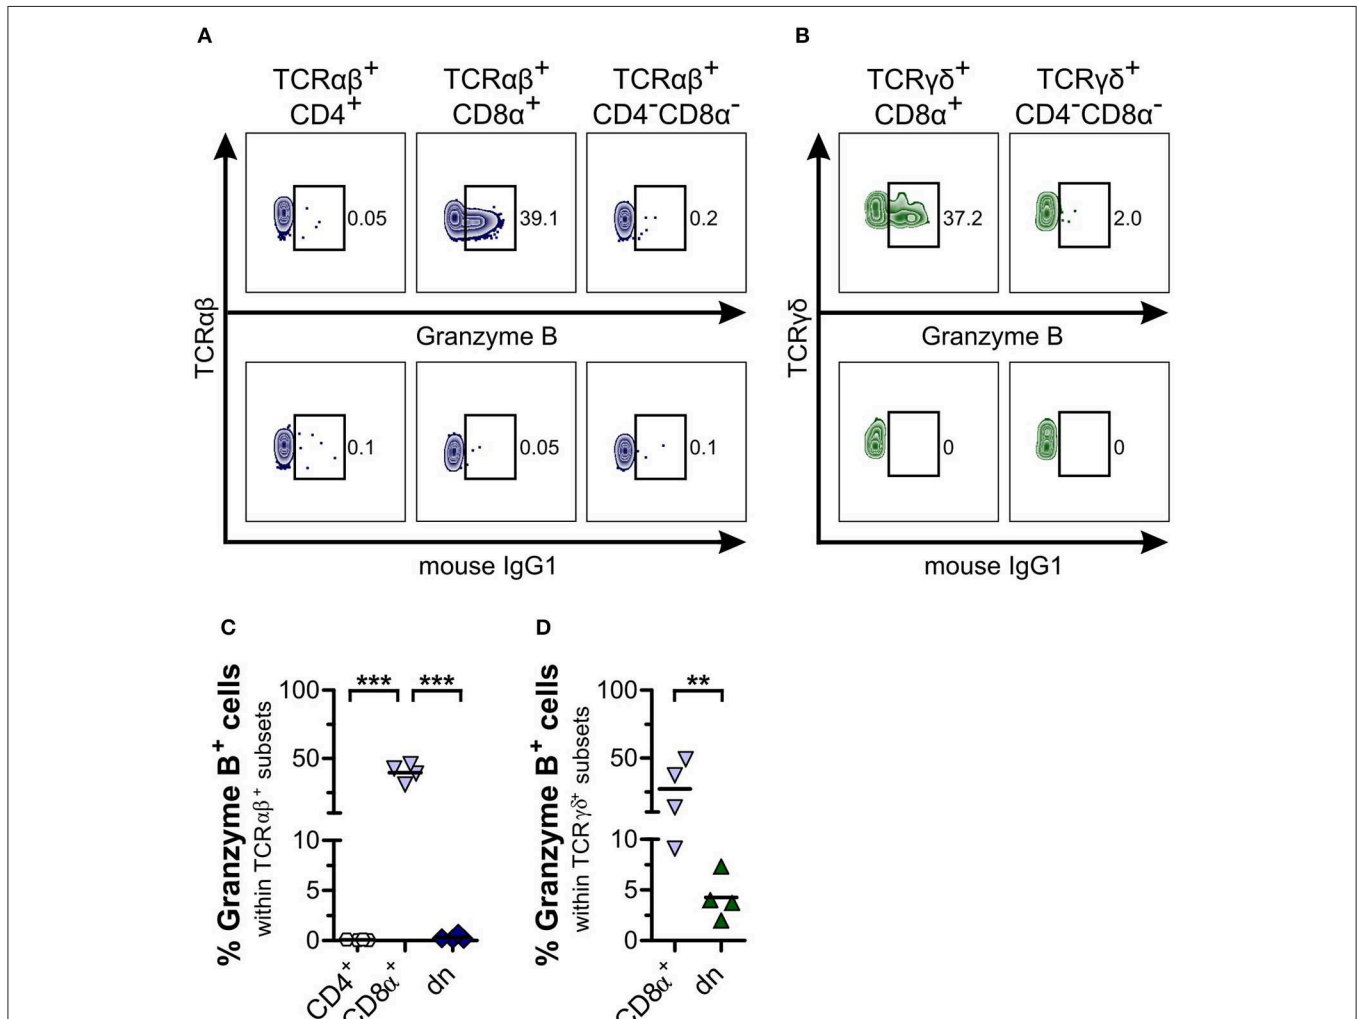 A
B
TCRαβ⁺ TCRαβ⁺ TCRαβ⁺
CD4⁺ CD8α⁺ CD4⁻CD8α⁻
TCRγδ⁺ TCRγδ⁺
CD8α⁺ CD4⁻CD8α⁻
TCRαβ
0.05 39.1 0.2
Granzyme B
0.1 0.05 0.1
mouse IgG1
TCRγδ
37.2 2.0
Granzyme B
0 0
mouse IgG1
C
% Granzyme B⁺ cells
within TCRαβ⁺ subsets
100
50
10
5
0
*** ***
CD4⁺ CD8α⁺ dn
D
% Granzyme B⁺ cells
within TCRγδ⁺ subsets
100
50
10
5
0
**
CD8α⁺ dn